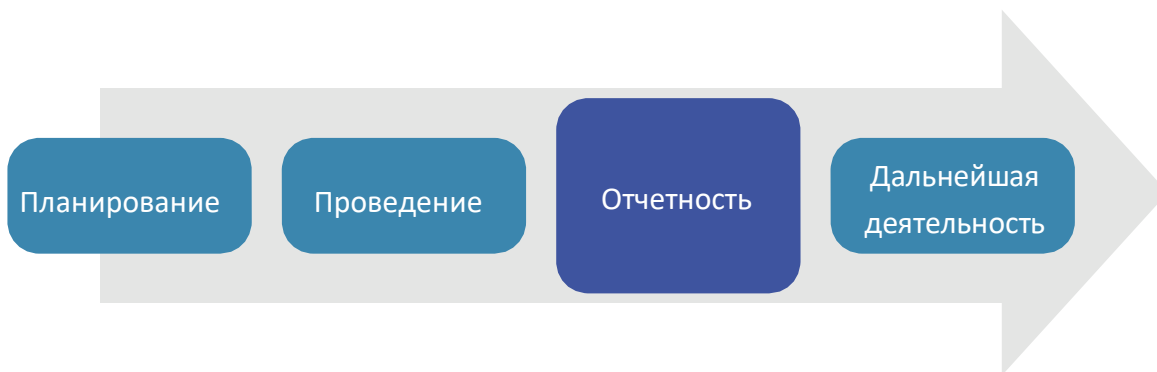 Планирование
Проведение
Отчетность
Дальнейшая
деятельность